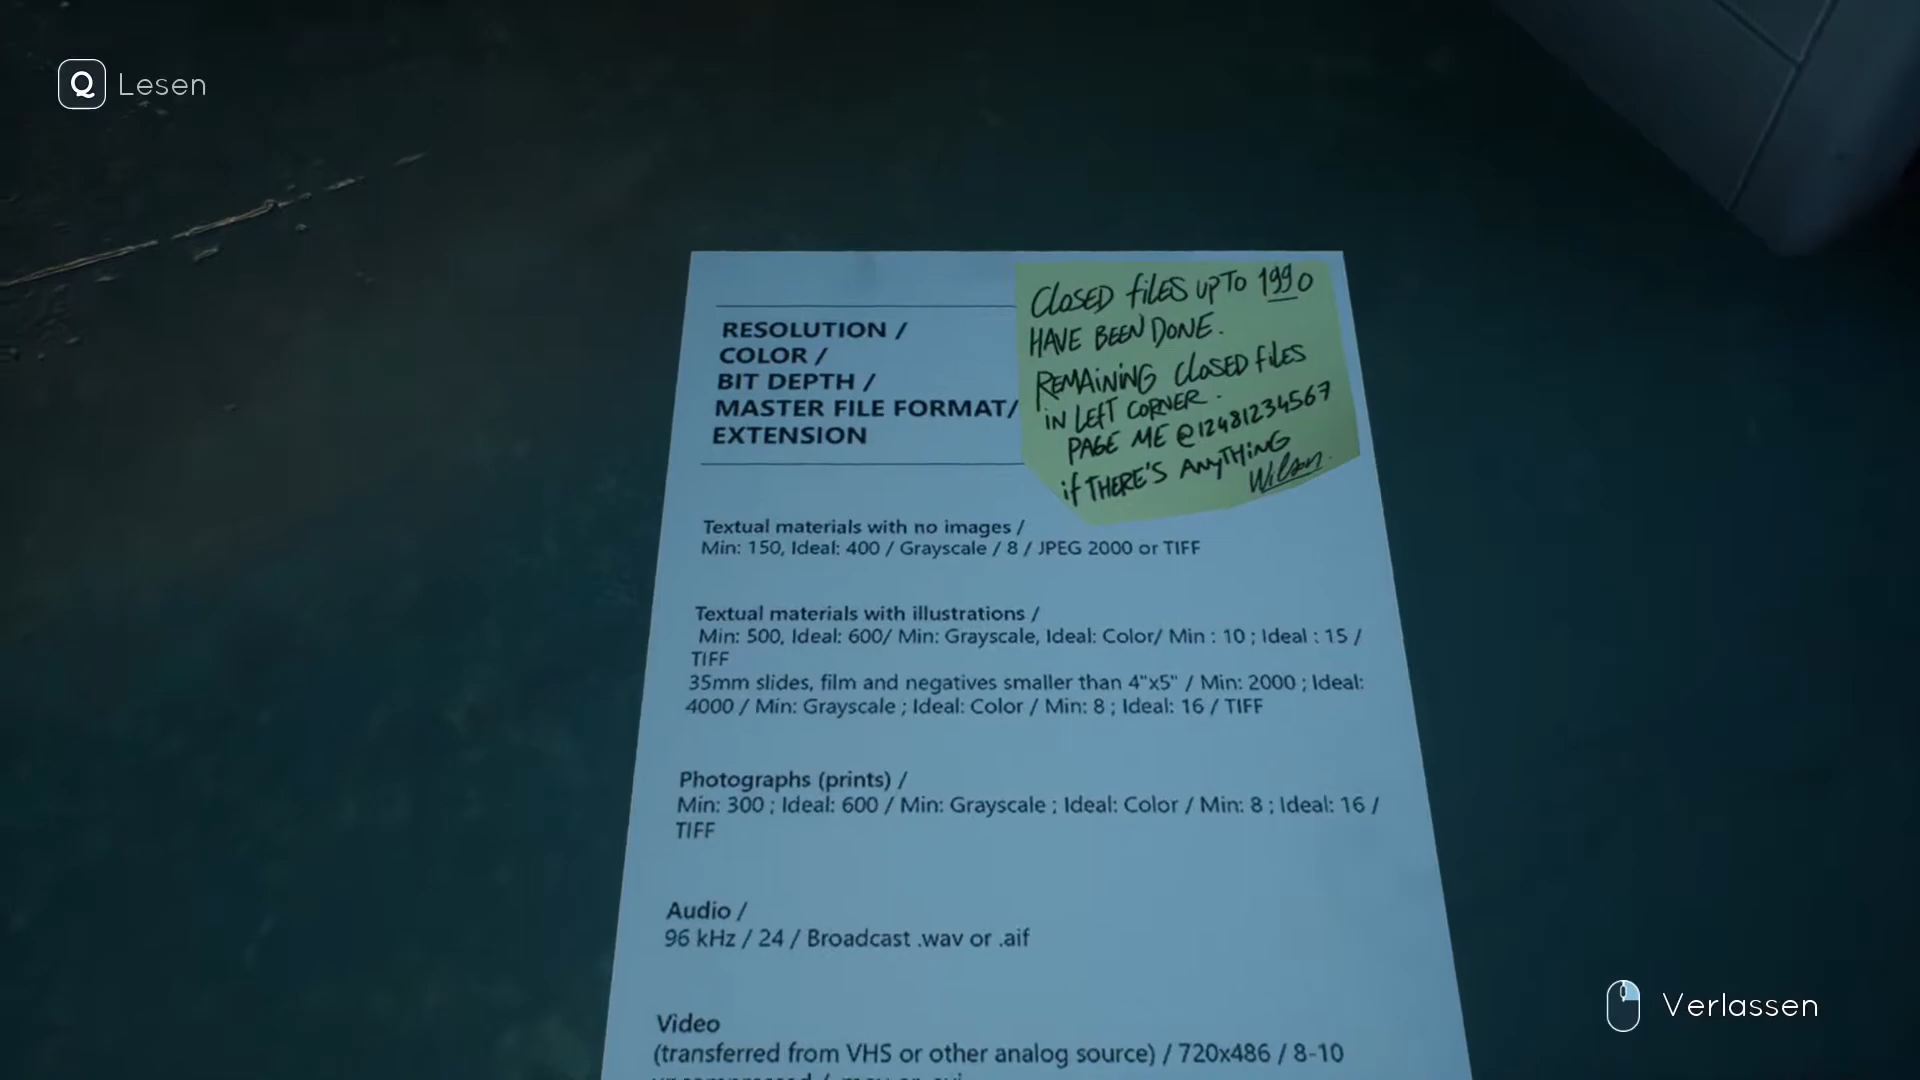 Q Lesen
RESOLUTION /
COLOR /
BIT DEPTH /
MASTER FILE FORMAT/
EXTENSION
CLOSED FILES UP TO 1990
HAVE BEEN DONE.
REMAINING CLOSED FILES
IN LEFT CORNER.
PAGE ME @12481234567
if THERE'S ANYTHING
Wilson.
Textual materials with no images /
Min: 150, Ideal: 400 / Grayscale / 8 / JPEG 2000 or TIFF
Textual materials with illustrations /
Min: 500, Ideal: 600/ Min: Grayscale, Ideal: Color/ Min : 10 ; Ideal : 15 /
TIFF
35mm slides, film and negatives smaller than 4"x5" / Min: 2000 ; Ideal:
4000 / Min: Grayscale ; Ideal: Color / Min: 8 ; Ideal: 16 / TIFF
Photographs (prints) /
Min: 300 ; Ideal: 600 / Min: Grayscale ; Ideal: Color / Min: 8 ; Ideal: 16 /
TIFF
Audio /
96 kHz / 24 / Broadcast .wav or .aif
Video
(transferred from VHS or other analog source) / 720x486 / 8-10
Verlassen